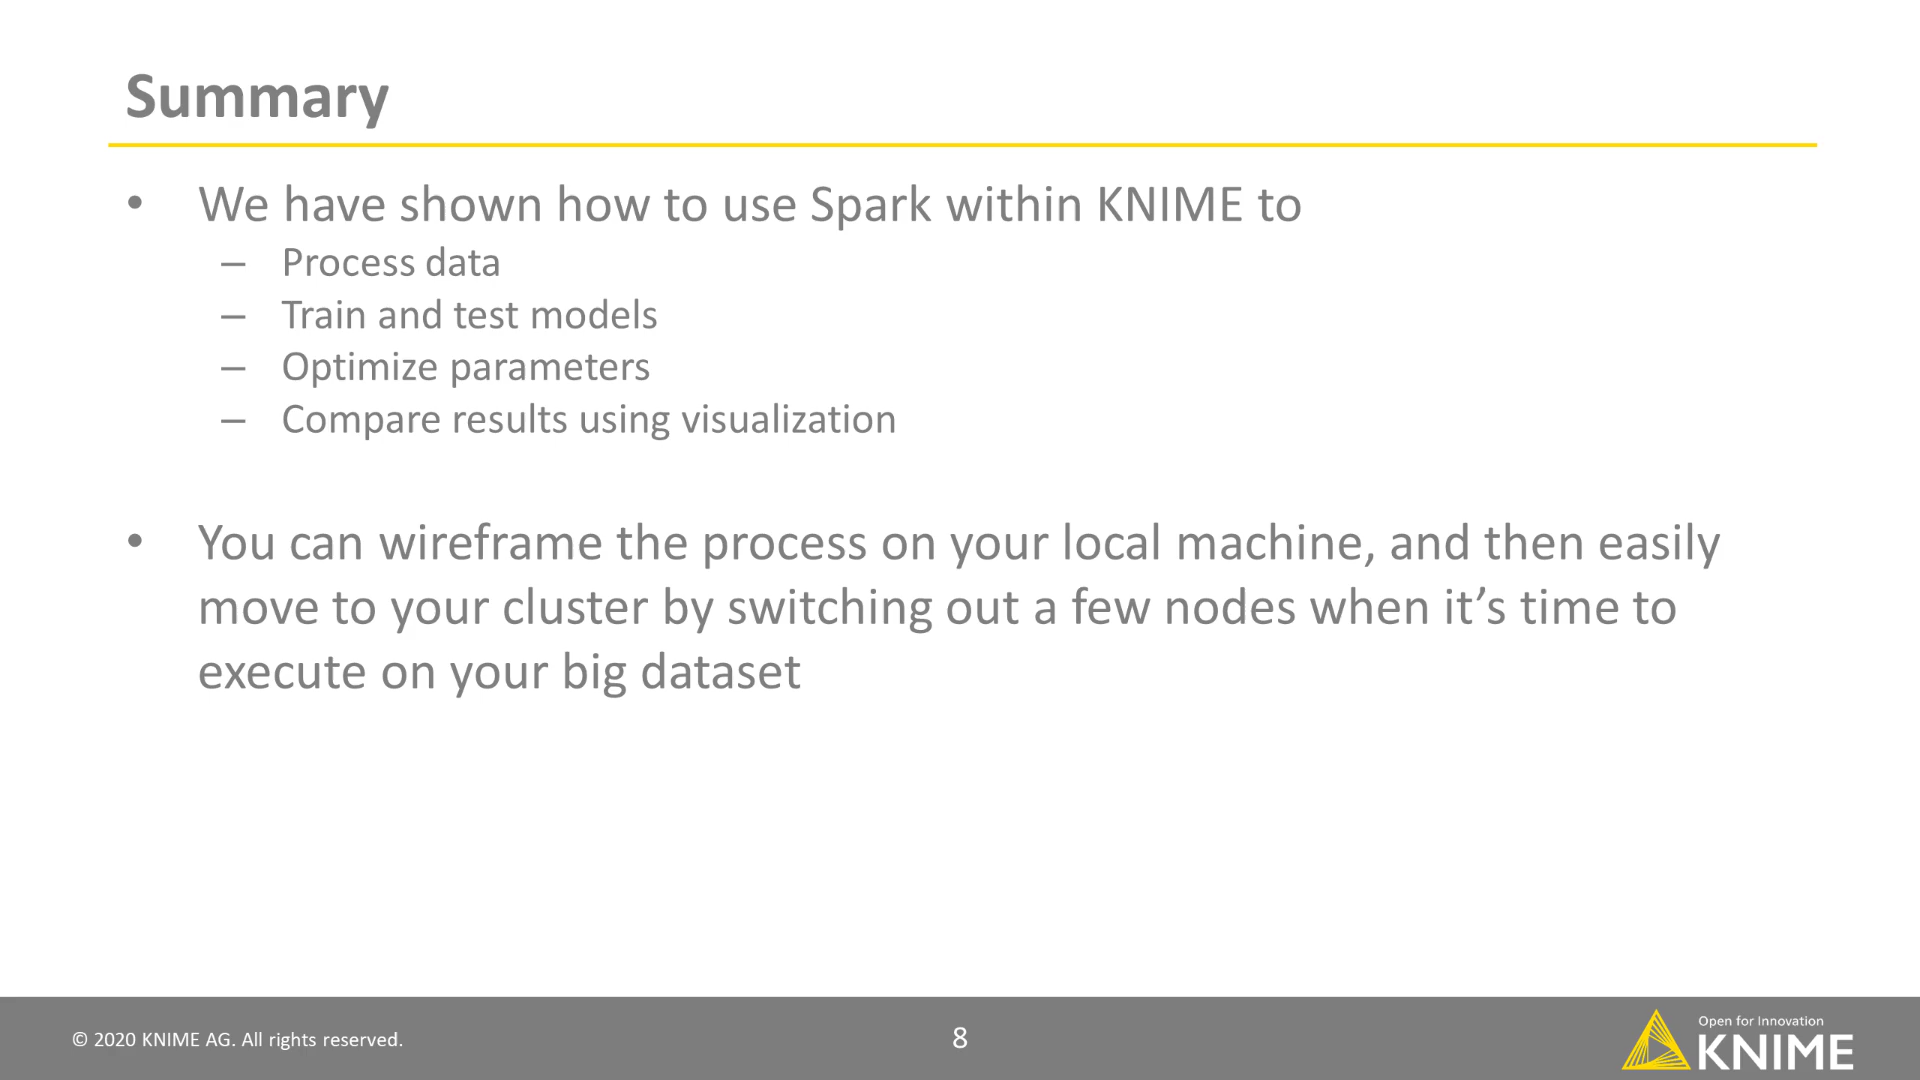 Summary
• We have shown how to use Spark within KNIME to
– Process data
– Train and test models
– Optimize parameters
– Compare results using visualization
• You can wireframe the process on your local machine, and then easily
move to your cluster by switching out a few nodes when it’s time to
execute on your big dataset
© 2020 KNIME AG. All rights reserved.
8
Open for Innovation
KNIME